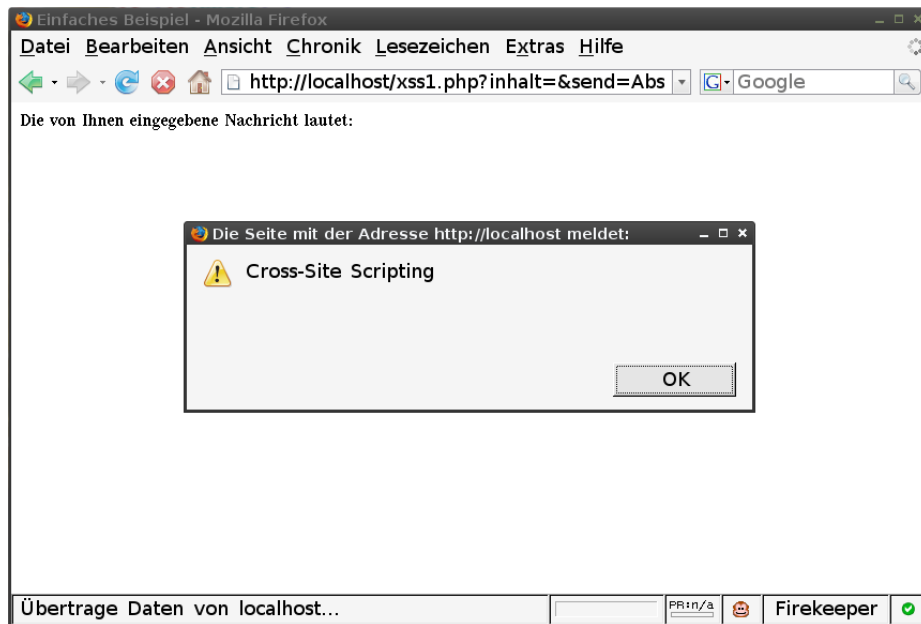 Einfaches Beispiel - Mozilla Firefox
Datei Bearbeiten Ansicht Chronik Lesezeichen Extras Hilfe
http://localhost/xss1.php?inhalt=&send=Abs G Google
Die von Ihnen eingegebene Nachricht lautet:
Die Seite mit der Adresse http://localhost meldet:
Cross-Site Scripting
OK
Übertrage Daten von localhost... PR:n/a Firekeeper